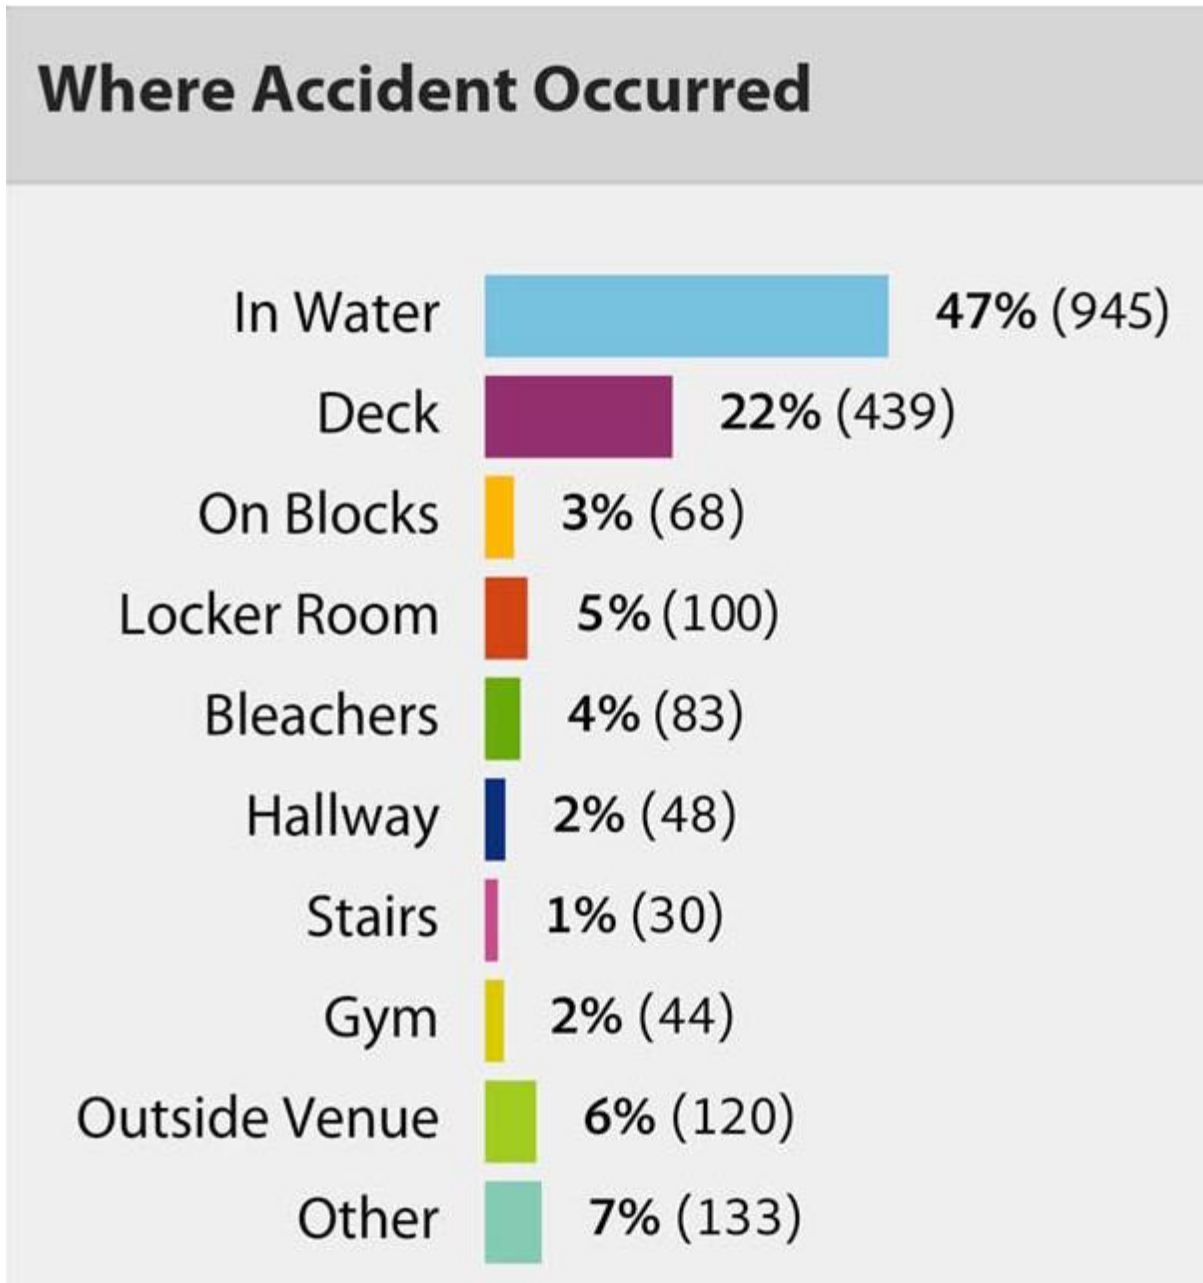 Where Accident Occurred
In Water 47% (945)
Deck 22% (439)
On Blocks 3% (68)
Locker Room 5% (100)
Bleachers 4% (83)
Hallway 2% (48)
Stairs 1% (30)
Gym 2% (44)
Outside Venue 6% (120)
Other 7% (133)